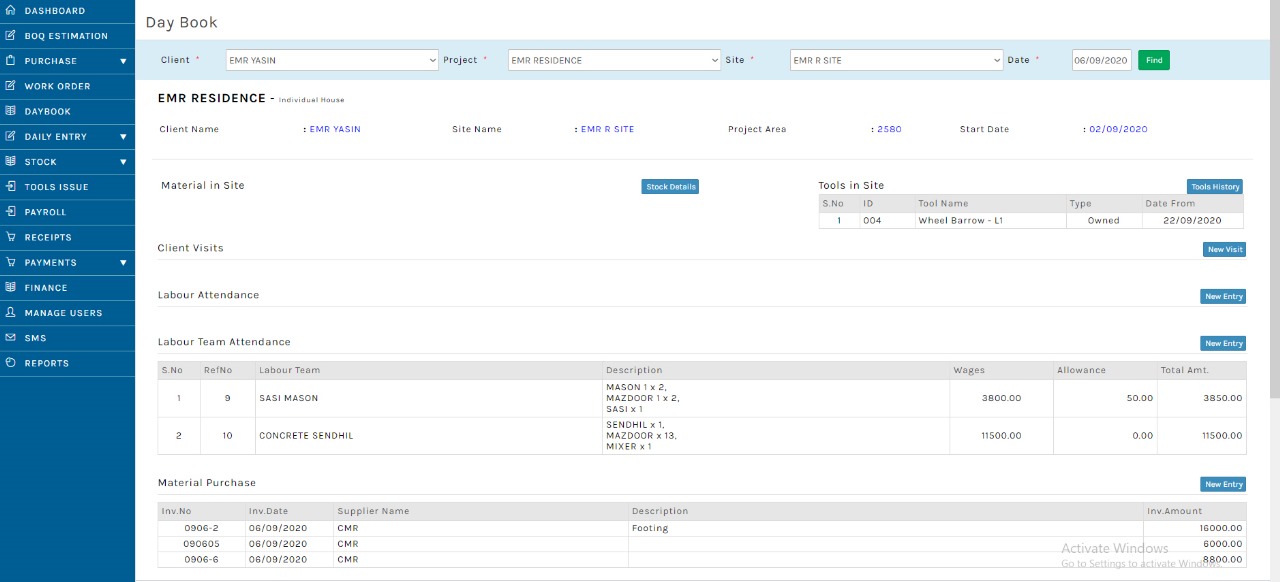 DASHBOARD
BOQ ESTIMATION
PURCHASE
WORK ORDER
DAYBOOK
DAILY ENTRY
STOCK
TOOLS ISSUE
PAYROLL
RECEIPTS
PAYMENTS
FINANCE
MANAGE USERS
SMS
REPORTS
Day Book
Client * EMR YASIN Project * EMR RESIDENCE Site * EMR R SITE Date * 06/09/2020 Find
EMR RESIDENCE - Individual House
Client Name : EMR YASIN Site Name : EMR R SITE Project Area : 2580 Start Date : 02/09/2020
Material in Site Stock Details
Tools in Site Tools History
S.No ID Tool Name Type Date From
1 004 Wheel Barrow - L1 Owned 22/09/2020
Client Visits New Visit
Labour Attendance New Entry
Labour Team Attendance New Entry
S.No RefNo Labour Team Description Wages Allowance Total Amt.
MASON 1 x 2,
1 9 SASI MASON MAZDOOR 1 x 2, 3800.00 50.00 3850.00
SASI x 1
SENDHIL x 1,
2 10 CONCRETE SENDHIL MAZDOOR x 13, 11500.00 0.00 11500.00
MIXER x 1
Material Purchase New Entry
Inv.No Inv.Date Supplier Name Description Inv.Amount
0906-2 06/09/2020 CMR Footing 16000.00
090605 06/09/2020 CMR 6000.00
0906-6 06/09/2020 CMR 8800.00
Activate Windows
Go to Settings to activate Windows.